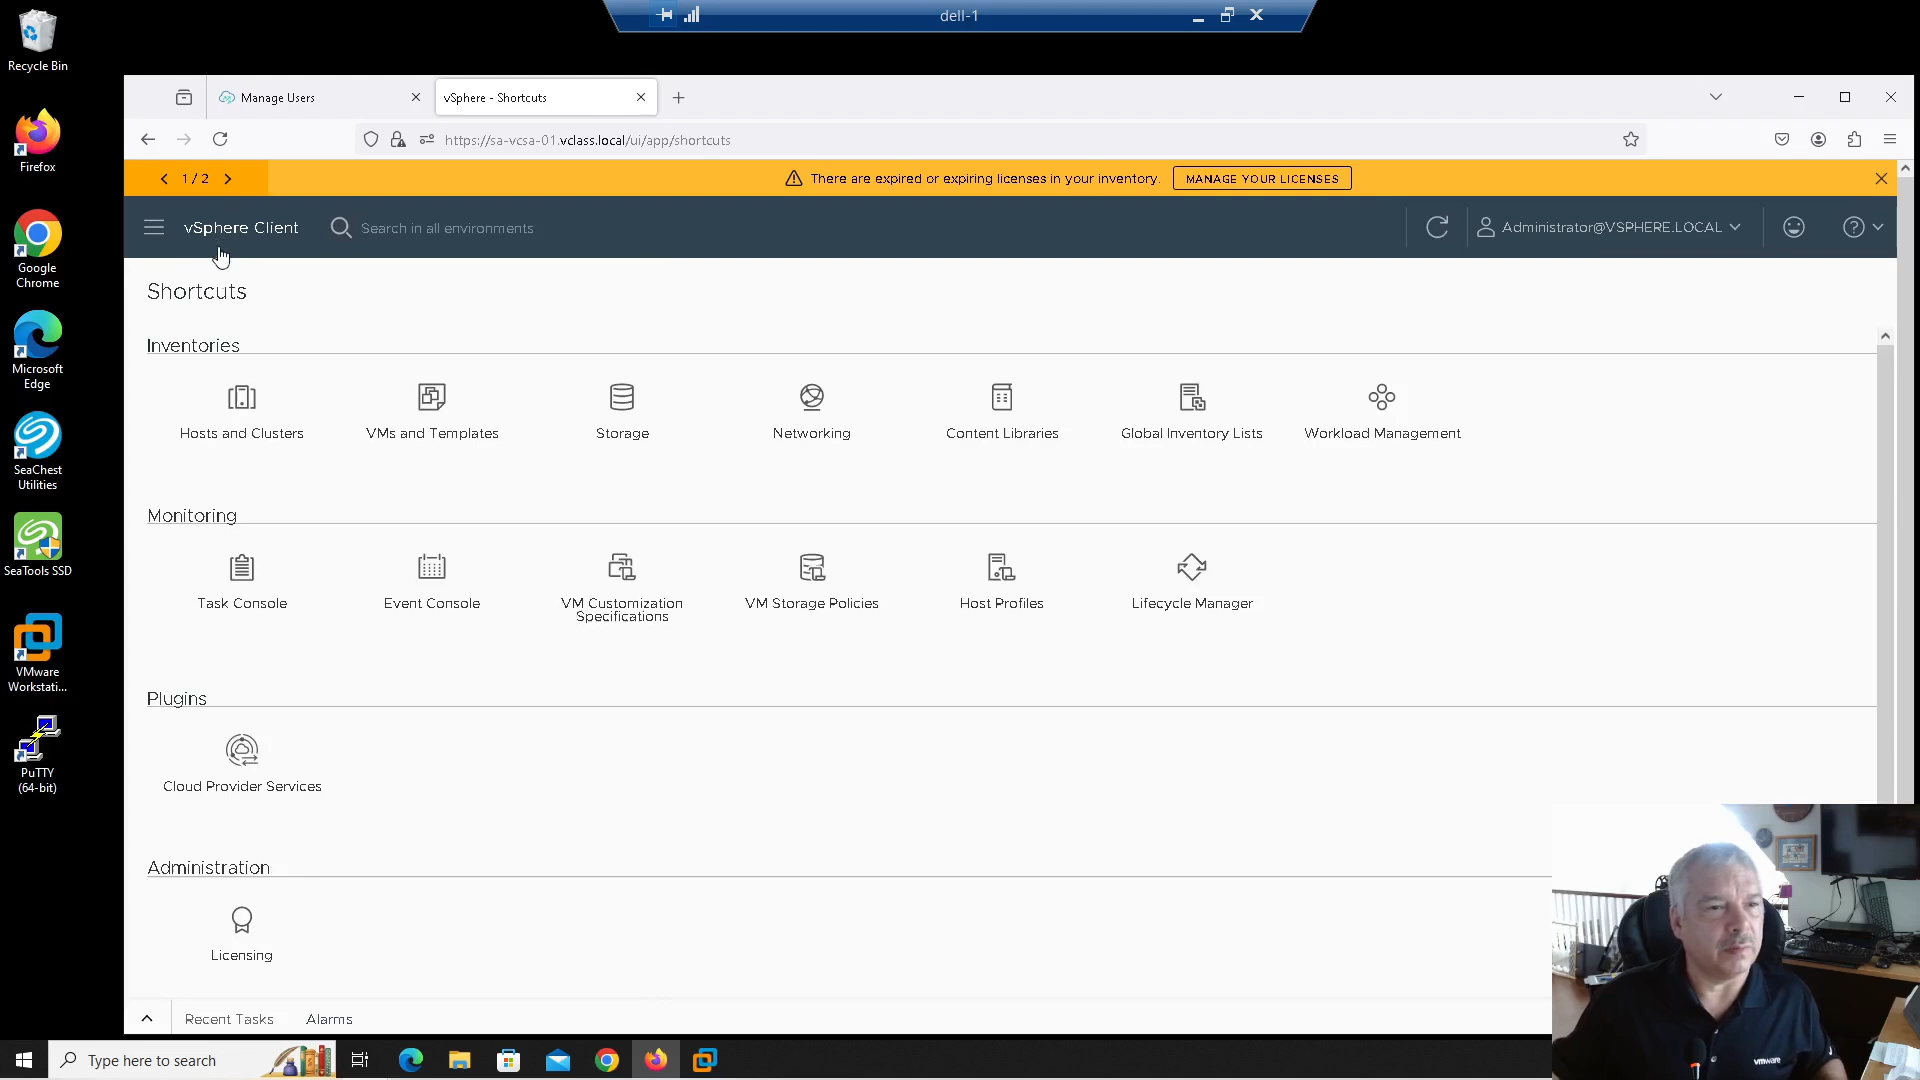 dell-1
Recycle Bin
Firefox
Google
Chrome
Microsoft
Edge
SeaChest
Utilities
SeaTools SSD
VMware
Workstati...
PuTTY
(64-bit)
Manage Users
vSphere - Shortcuts
https://sa-vcsa-01.vclass.local/ui/app/shortcuts
1 / 2
There are expired or expiring licenses in your inventory.
MANAGE YOUR LICENSES
vSphere Client
Search in all environments
Administrator@VSPHERE.LOCAL
Shortcuts
Inventories
Hosts and Clusters
VMs and Templates
Storage
Networking
Content Libraries
Global Inventory Lists
Workload Management
Monitoring
Task Console
Event Console
VM Customization
Specifications
VM Storage Policies
Host Profiles
Lifecycle Manager
Plugins
Cloud Provider Services
Administration
Licensing
Recent Tasks
Alarms
Type here to search
vmware